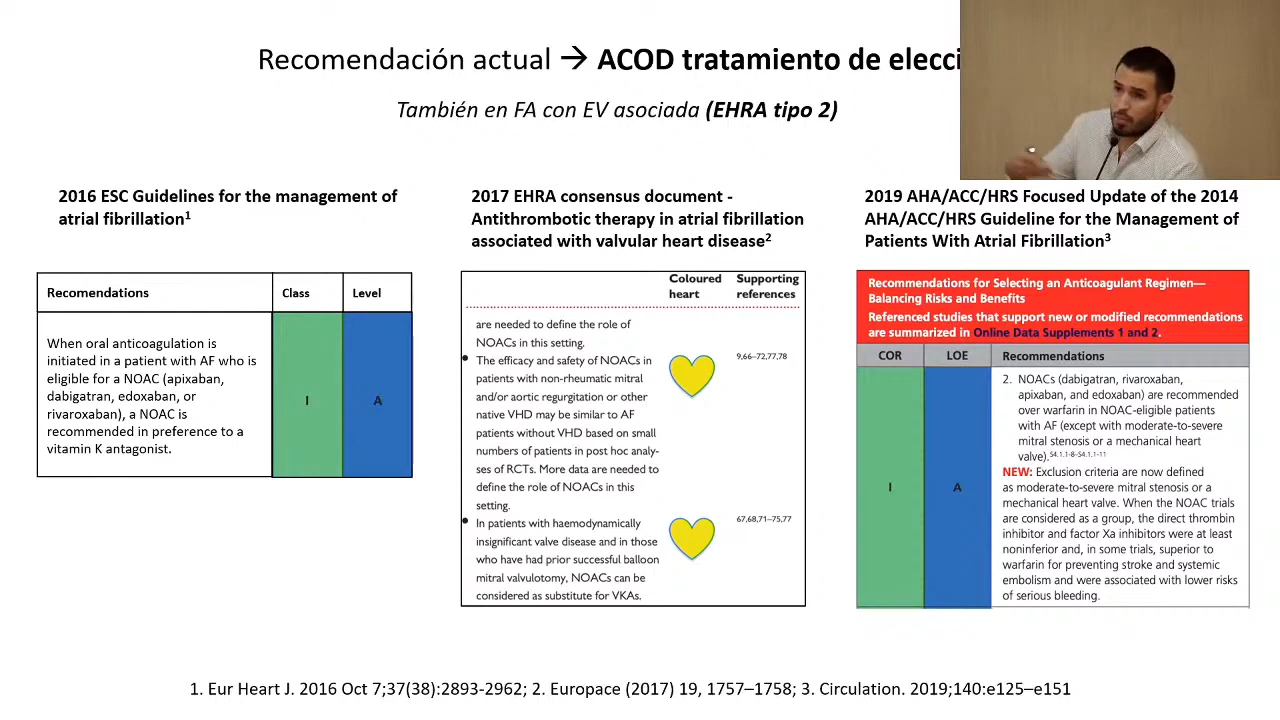 Recomendación actual → ACOD tratamiento de elecci
También en FA con EV asociada (EHRA tipo 2)
2016 ESC Guidelines for the management of
atrial fibrillation1
Recomendations Class Level
When oral anticoagulation is
initiated in a patient with AF who is
eligible for a NOAC (apixaban,
dabigatran, edoxaban, or
rivaroxaban), a NOAC is
recommended in preference to a
vitamin K antagonist.
I A
2017 EHRA consensus document -
Antithrombotic therapy in atrial fibrillation
associated with valvular heart disease2
Coloured Supporting
heart references
are needed to define the role of
NOACs in this setting.
• The efficacy and safety of NOACs in
patients with non-rheumatic mitral
and/or aortic regurgitation or other
native VHD may be similar to AF
patients without VHD based on small
numbers of patients in post hoc analy-
ses of RCTs. More data are needed to
define the role of NOACs in this
setting.
9,66–72,77,78
• In patients with haemodynamically
insignificant valve disease and in those
who have had prior successful balloon
mitral valvulotomy, NOACs can be
considered as substitute for VKAs.
67,68,71–75,77
2019 AHA/ACC/HRS Focused Update of the 2014
AHA/ACC/HRS Guideline for the Management of
Patients With Atrial Fibrillation3
Recommendations for Selecting an Anticoagulant Regimen—
Balancing Risks and Benefits
Referenced studies that support new or modified recommendations
are summarized in Online Data Supplements 1 and 2.
COR LOE Recommendations
I A
2. NOACs (dabigatran, rivaroxaban,
apixaban, and edoxaban) are recommended
over warfarin in NOAC-eligible patients
with AF (except with moderate-to-severe
mitral stenosis or a mechanical heart
valve).S4.1.1-8–S4.1.1-11
NEW: Exclusion criteria are now defined
as moderate-to-severe mitral stenosis or a
mechanical heart valve. When the NOAC trials
are considered as a group, the direct thrombin
inhibitor and factor Xa inhibitors were at least
noninferior and, in some trials, superior to
warfarin for preventing stroke and systemic
embolism and were associated with lower risks
of serious bleeding.
1. Eur Heart J. 2016 Oct 7;37(38):2893-2962; 2. Europace (2017) 19, 1757–1758; 3. Circulation. 2019;140:e125–e151